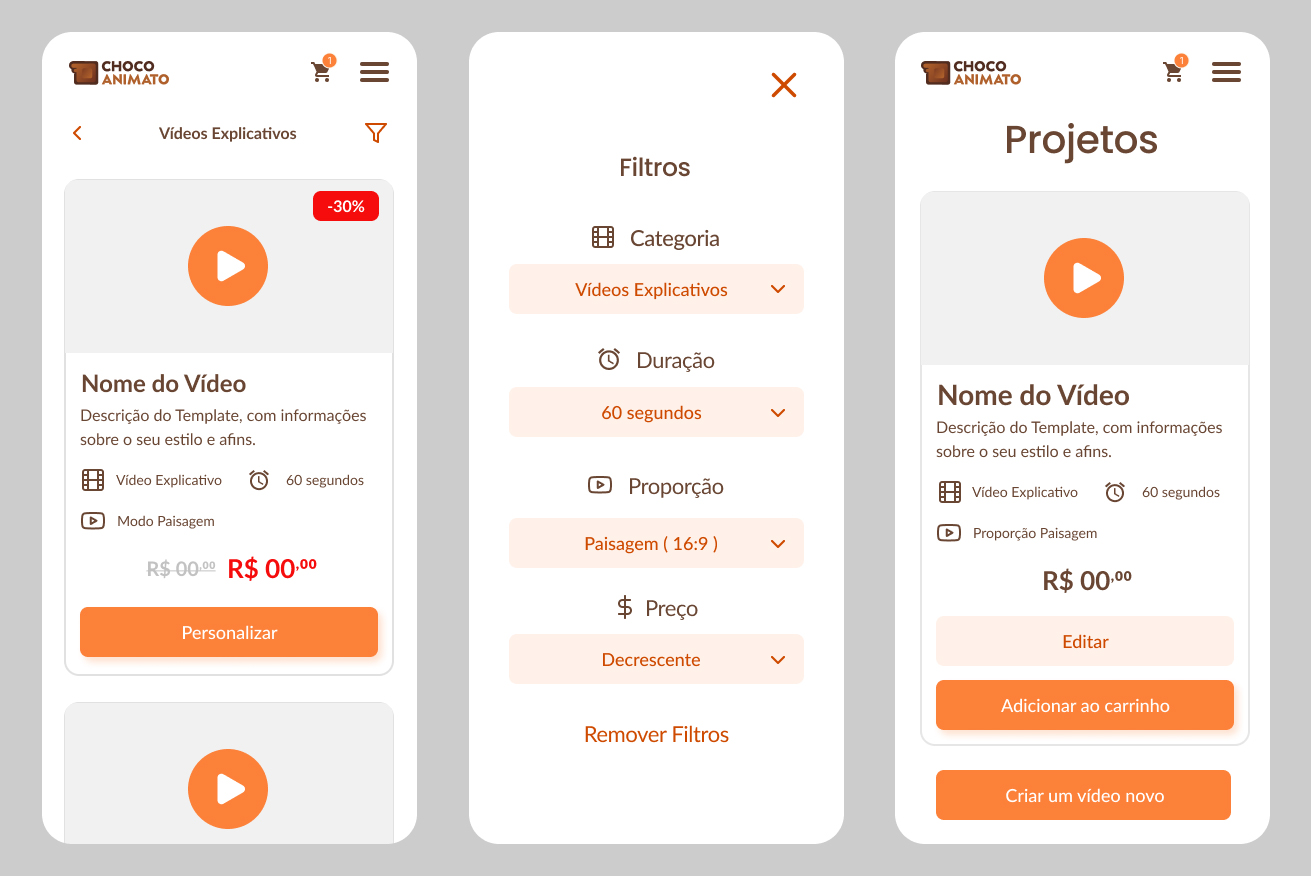 CHOCO
ANIMATO
1
Vídeos Explicativos
-30%
Nome do Vídeo
Descrição do Template, com informações
sobre o seu estilo e afins.
Vídeo Explicativo
60 segundos
Modo Paisagem
R$ 00,00 R$ 00,00
Personalizar
Filtros
Categoria
Vídeos Explicativos
Duração
60 segundos
Proporção
Paisagem ( 16:9 )
$ Preço
Decrescente
Remover Filtros
CHOCO
ANIMATO
1
Projetos
Nome do Vídeo
Descrição do Template, com informações
sobre o seu estilo e afins.
Vídeo Explicativo
60 segundos
Proporção Paisagem
R$ 00,00
Editar
Adicionar ao carrinho
Criar um vídeo novo